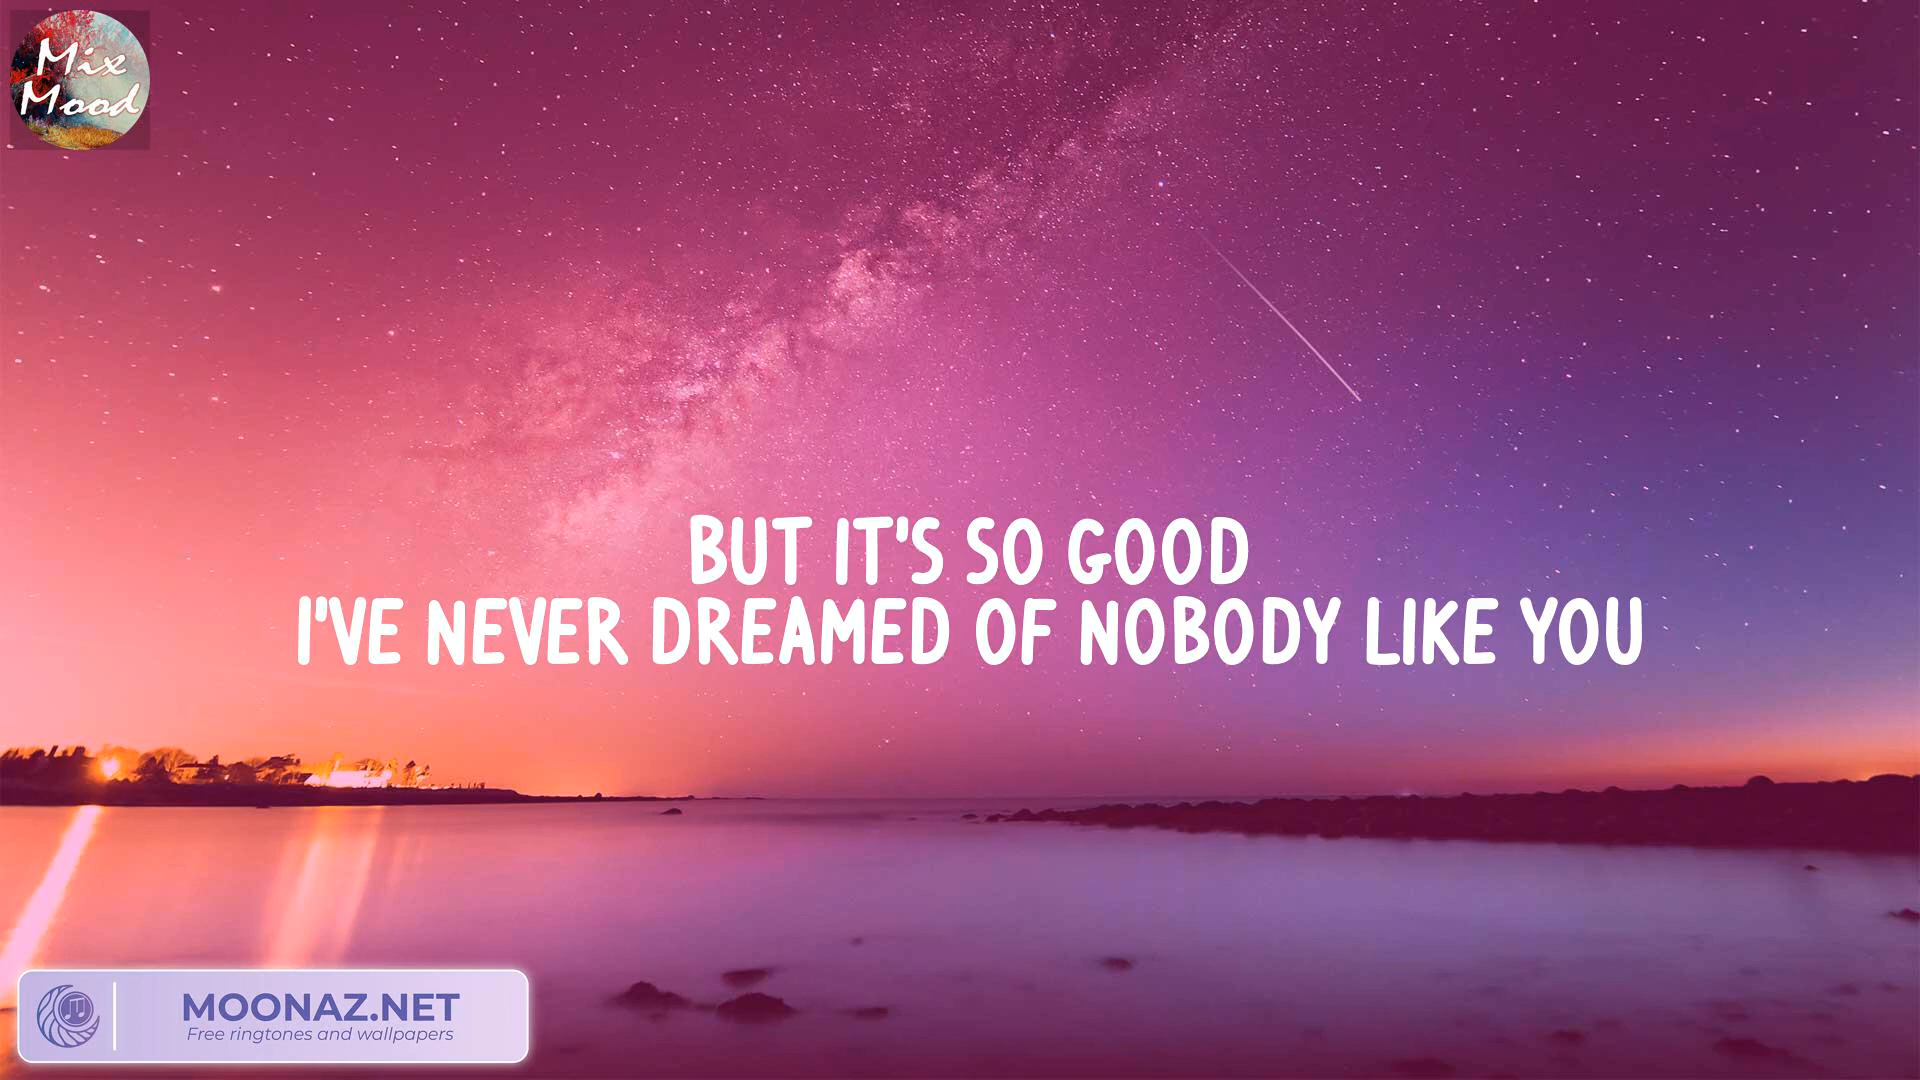 Mix
Mood
BUT IT'S SO GOOD
I'VE NEVER DREAMED OF NOBODY LIKE YOU
MOONAZ.NET
Free ringtones and wallpapers